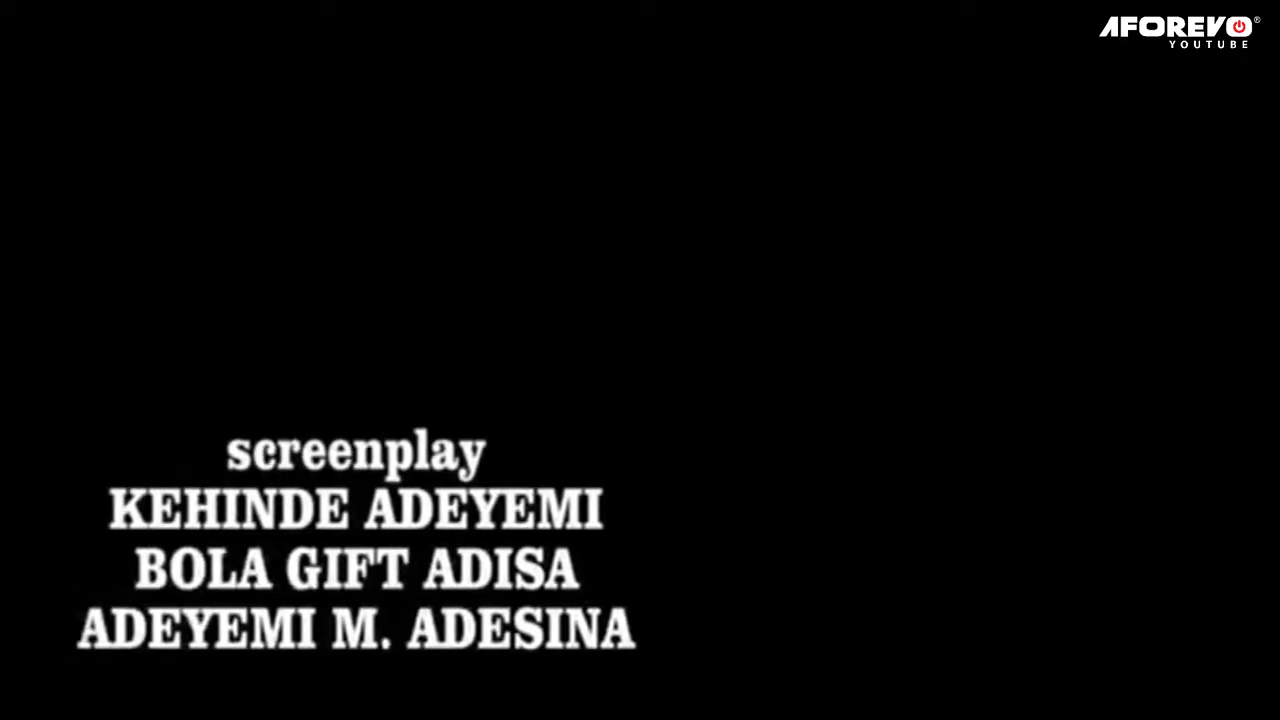 AFOREVO®
YOUTUBE
screenplay
KEHINDE ADEYEMI
BOLA GIFT ADISA
ADEYEMI M. ADESINA